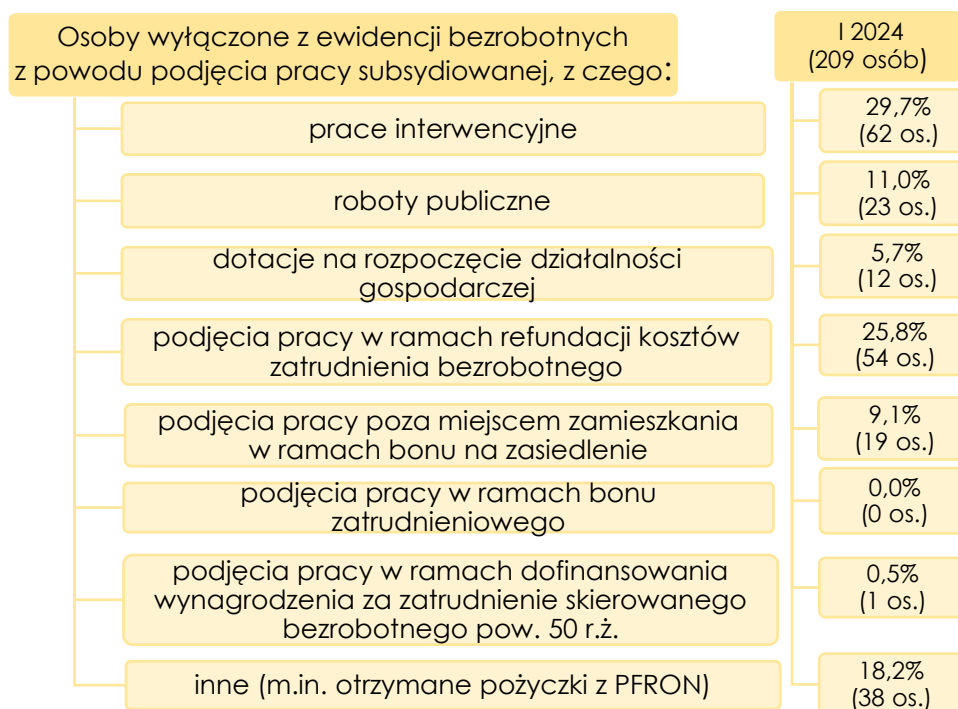 Osoby wyłączone z ewidencji bezrobotnych
z powodu podjęcia pracy subsydiowanej, z czego:
I 2024
(209 osób)
prace interwencyjne
29,7%
(62 os.)
roboty publiczne
11,0%
(23 os.)
dotacje na rozpoczęcie działalności
gospodarczej
5,7%
(12 os.)
podjęcia pracy w ramach refundacji kosztów
zatrudnienia bezrobotnego
25,8%
(54 os.)
podjęcia pracy poza miejscem zamieszkania
w ramach bonu na zasiedlenie
9,1%
(19 os.)
podjęcia pracy w ramach bonu
zatrudnieniowego
0,0%
(0 os.)
podjęcia pracy w ramach dofinansowania
wynagrodzenia za zatrudnienie skierowanego
bezrobotnego pow. 50 r.ż.
0,5%
(1 os.)
inne (m.in. otrzymane pożyczki z PFRON)
18,2%
(38 os.)